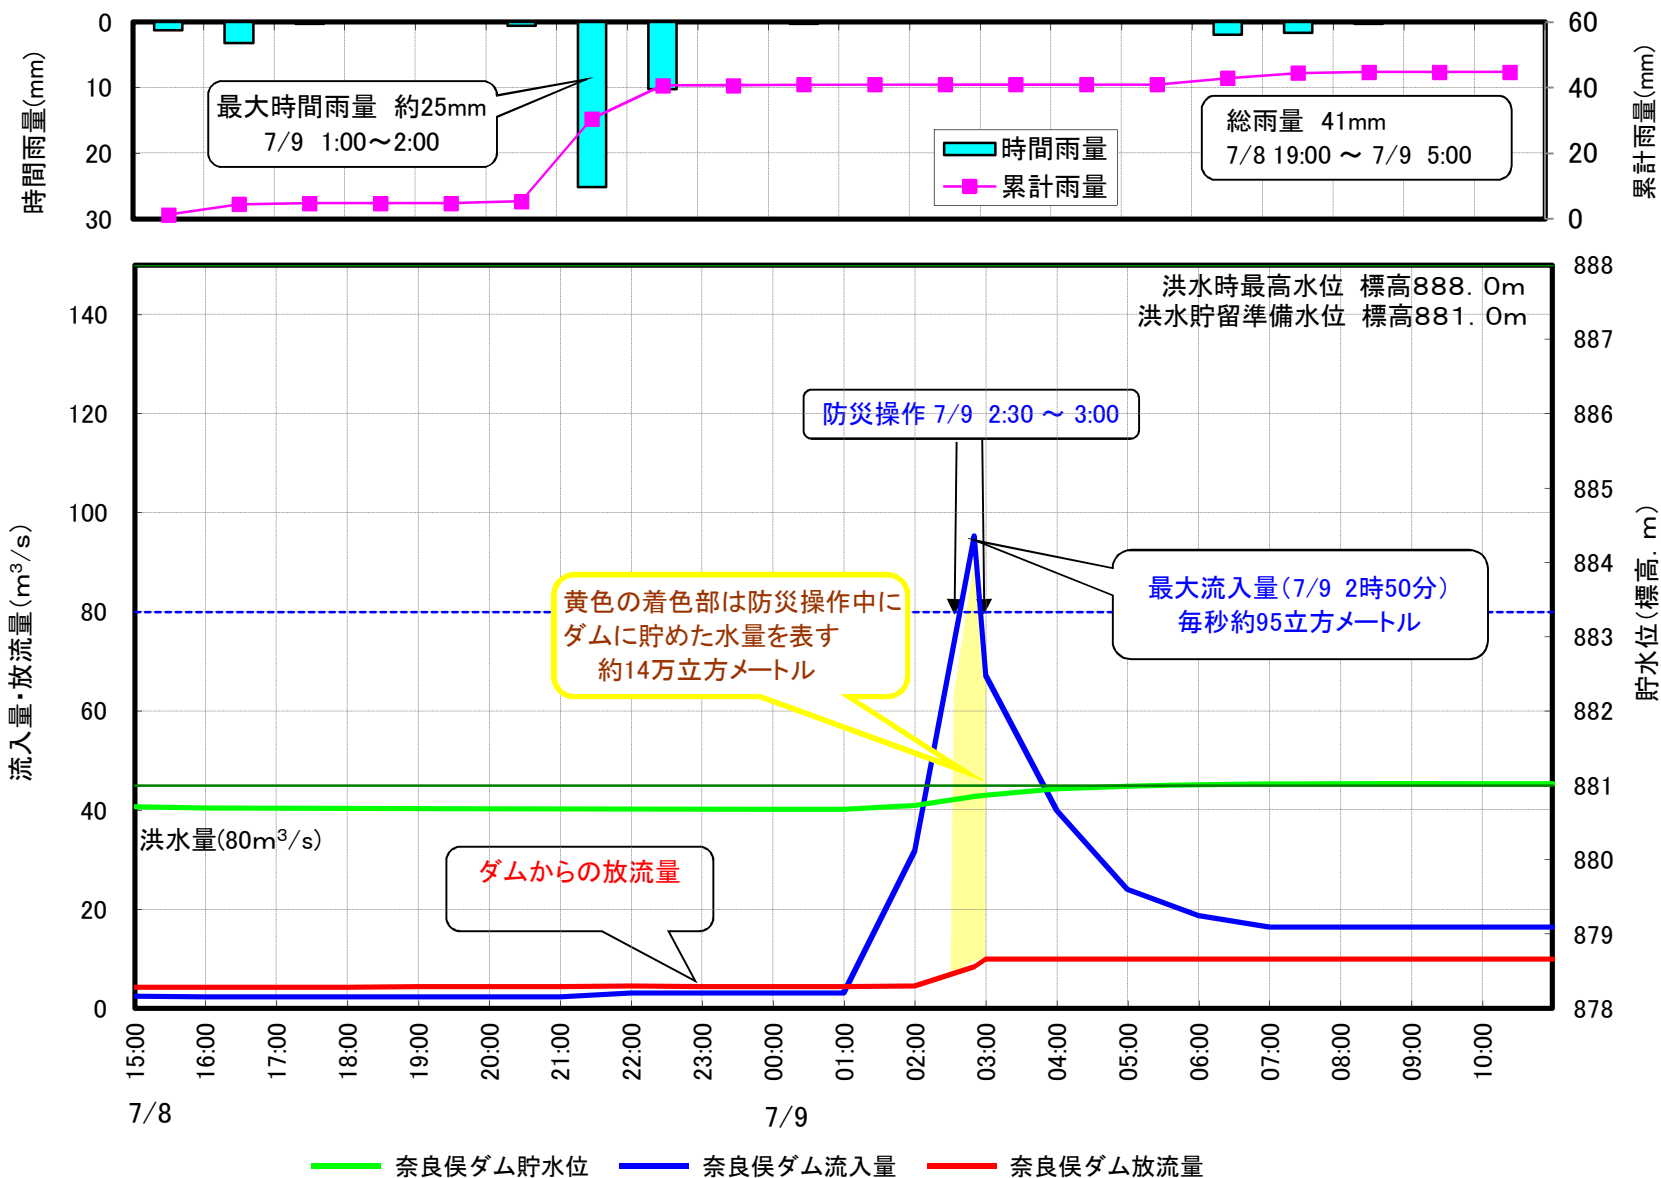 0
10
20
30
時間雨量(mm)
最大時間雨量 約25mm
7/9 1:00～2:00
時間雨量
累計雨量
総雨量 41mm
7/8 19:00 ～ 7/9 5:00
60
40
20
0
累計雨量(mm)
洪水時最高水位 標高888．0m
洪水貯留準備水位 標高881．0m
防災操作 7/9 2:30 ～ 3:00
黄色の着色部は防災操作中に
ダムに貯めた水量を表す
約14万立方メートル
最大流入量（7/9 2時50分）
毎秒約95立方メートル
洪水量(80m³/s)
ダムからの放流量
流入量・放流量（m³/s）
140
120
100
80
60
40
20
0
888
887
886
885
884
883
882
881
880
879
878
貯水位（標高．m）
15:00
16:00
17:00
18:00
19:00
20:00
21:00
22:00
23:00
00:00
01:00
02:00
03:00
04:00
05:00
06:00
07:00
08:00
09:00
10:00
7/8
7/9
奈良俣ダム貯水位
奈良俣ダム流入量
奈良俣ダム放流量